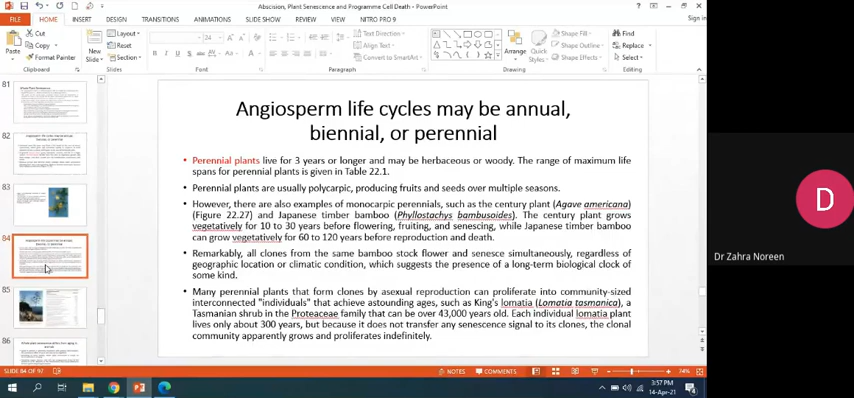 Abscision, Plant Senescence and Programme Cell Death - PowerPoint
Sign in
FILE HOME INSERT DESIGN TRANSITIONS ANIMATIONS SLIDE SHOW REVIEW VIEW NITRO PRO 9
Paste Cut Copy Format Painter
New Slide Layout Reset Section
Text Direction Align Text Convert to SmartArt
Arrange Quick Styles Shape Fill Shape Outline Shape Effects
Find Replace Select
Clipboard Slides Font Paragraph Drawing Editing
81
82
83
84
85
86
Angiosperm life cycles may be annual,
biennial, or perennial
• Perennial plants live for 3 years or longer and may be herbaceous or woody. The range of maximum life
spans for perennial plants is given in Table 22.1.
• Perennial plants are usually polycarpic, producing fruits and seeds over multiple seasons.
• However, there are also examples of monocarpic perennials, such as the century plant (Agave americana)
(Figure 22.27) and Japanese timber bamboo (Phyllostachys bambusoides). The century plant grows
vegetatively for 10 to 30 years before flowering, fruiting, and senescing, while Japanese timber bamboo
can grow vegetatively for 60 to 120 years before reproduction and death.
• Remarkably, all clones from the same bamboo stock flower and senesce simultaneously, regardless of
geographic location or climatic condition, which suggests the presence of a long-term biological clock of
some kind.
• Many perennial plants that form clones by asexual reproduction can proliferate into community-sized
interconnected "individuals" that achieve astounding ages, such as King's lomatia (Lomatia tasmanica), a
Tasmanian shrub in the Proteaceae family that can be over 43,000 years old. Each individual lomatia plant
lives only about 300 years, but because it does not transfer any senescence signal to its clones, the clonal
community apparently grows and proliferates indefinitely.
D
Dr Zahra Noreen
SLIDE 84 OF 97
NOTES COMMENTS
74%
3:57 PM
14-Apr-21